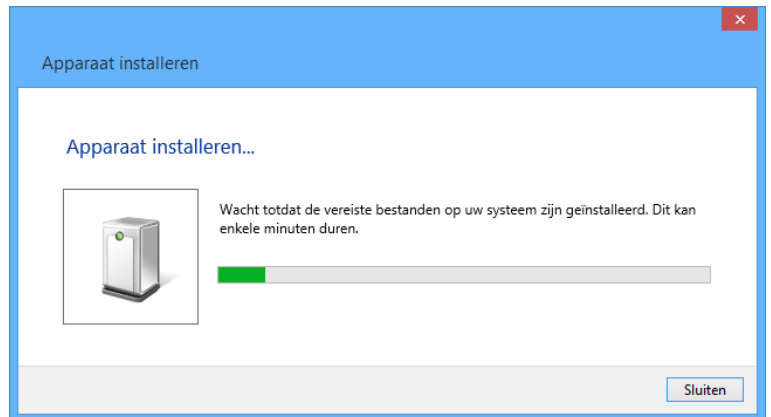 Apparaat installeren
Apparaat installeren...
Wacht totdat de vereiste bestanden op uw systeem zijn geïnstalleerd. Dit kan
enkele minuten duren.
Sluiten